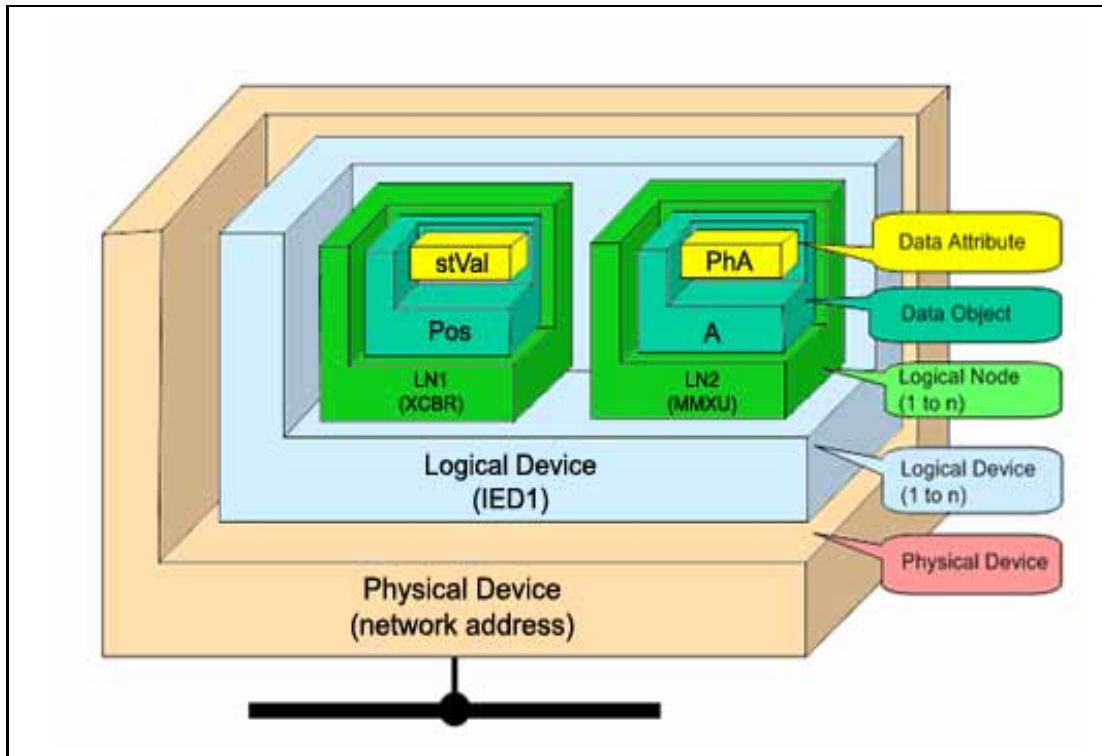 stVal
Pos
LN1
(XCBR)
PhA
A
LN2
(MMXU)
Logical Device
(IED1)
Physical Device
(network address)
Data Attribute
Data Object
Logical Node
(1 to n)
Logical Device
(1 to n)
Physical Device